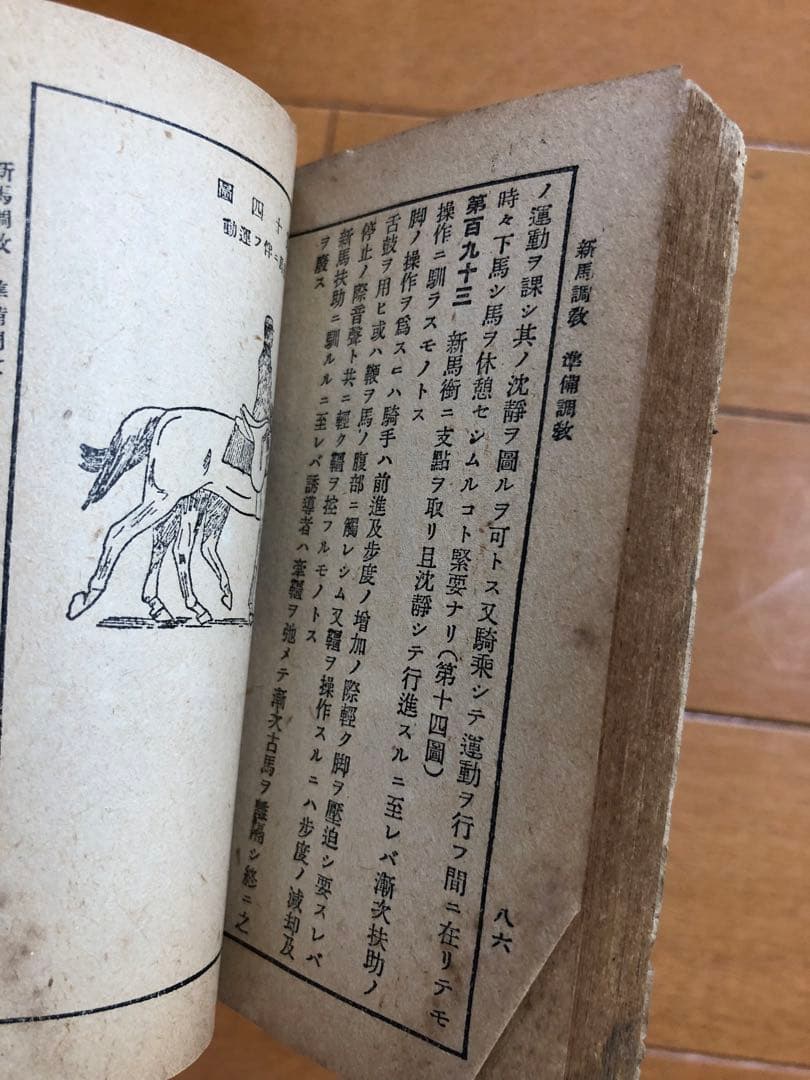 新馬調教 準備調教
八六
ノ運動ヲ課シ其ノ沈靜ヲ圖ルヲ可トス又騎乘シテ運動ヲ行フ間ニ在リテモ
時々下馬シ馬ヲ休憩セシムルコト緊要ナリ(第十四圖)
第百九十三 新馬銜ニ支點ヲ取リ且沈靜シテ行進スルニ至レバ漸次扶助ノ
操作ニ馴ラスモノトス
脚ノ操作ヲ爲スニハ騎手ハ前進及步度ノ增加ノ際輕ク脚ヲ壓迫シ要スレバ
舌鼓ヲ用ヒ或ハ鞭ヲ馬ノ腹部ニ觸レシム又韁ヲ操作スルニハ步度ノ減却及
停止ノ際音聲ト共ニ輕ク韁ヲ控フルモノトス
新馬扶助ニ馴ルルニ至レバ誘導者ハ牽韁ヲ弛メテ漸次古馬ヲ離隔シ終ニ之
ヲ廢ス
十四圖
ニ伴フ運動
新馬調教 準備調教